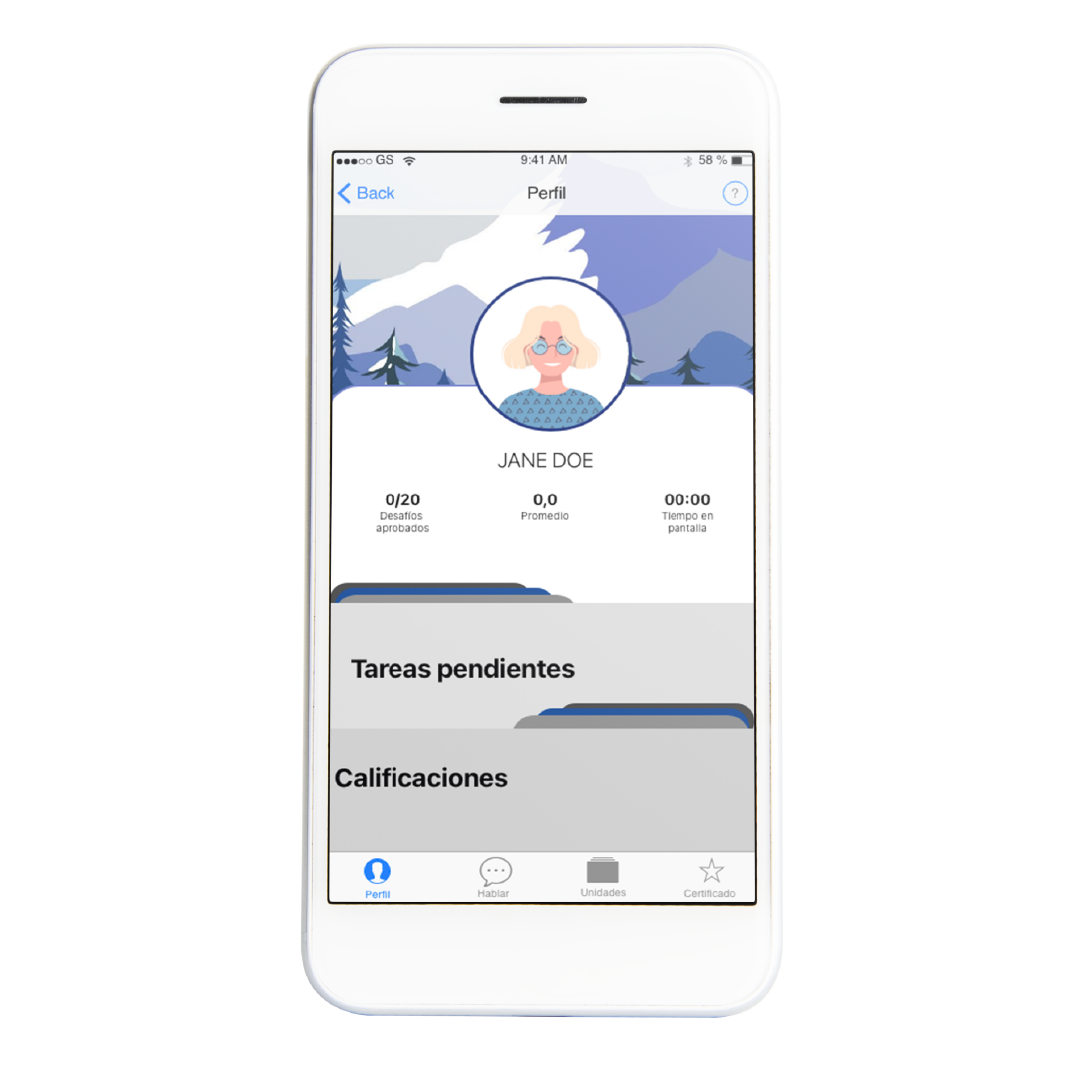 GS 9:41 AM 58 %
Back Perfil ?
JANE DOE
0/20 0,0 00:00
Desafíos Promedio Tiempo en
aprobados pantalla
Tareas pendientes
Calificaciones
Perfil Hablar Unidades Certificado